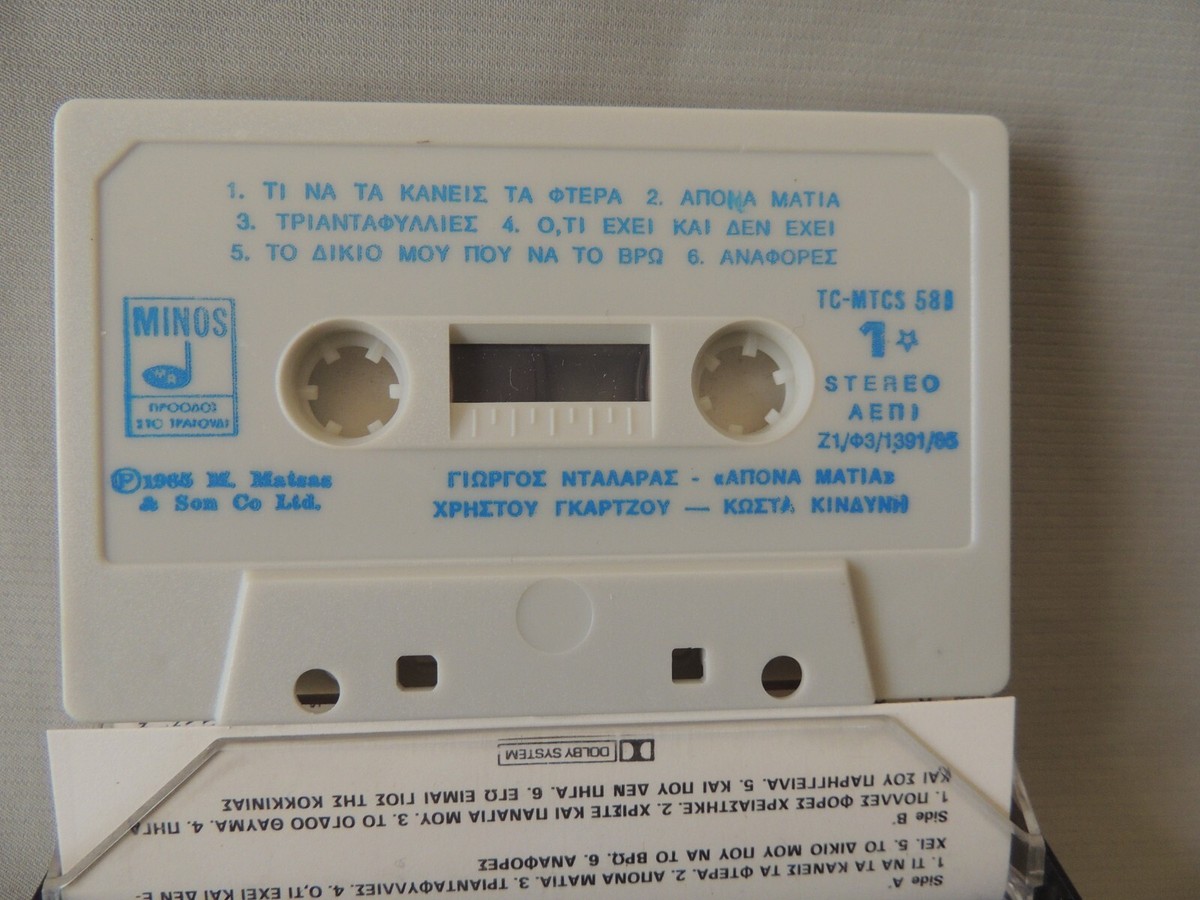 1. ΤΙ ΝΑ ΤΑ ΚΑΝΕΙΣ ΤΑ ΦΤΕΡΑ 2. ΑΠΟΝΑ ΜΑΤΙΑ
3. ΤΡΙΑΝΤΑΦΥΛΛΙΕΣ 4. Ο,ΤΙ ΕΧΕΙ ΚΑΙ ΔΕΝ ΕΧΕΙ
5. ΤΟ ΔΙΚΙΟ ΜΟΥ ΠΟΥ ΝΑ ΤΟ ΒΡΩ 6. ΑΝΑΦΟΡΕΣ
MINOS
ΠΡΟΟΔΟΣ
ΣΤΟ ΤΡΑΓΟΥΔΙ
TC-MTCS
1
STEREO
ΑΕΠΙ
Ζ1/Φ3/1391/85
Ⓟ1985 M. Matsas
& Son Co Ltd.
ΓΙΩΡΓΟΣ ΝΤΑΛΑΡΑΣ - «ΑΠΟΝΑ ΜΑΤΙΑ»
ΧΡΗΣΤΟΥ ΓΚΑΡΤΖΟΥ — ΚΩΣΤΑ ΚΙΝΔΥΝΗ
Side A΄
1. ΤΙ ΝΑ ΤΑ ΚΑΝΕΙΣ ΤΑ ΦΤΕΡΑ. 2. ΑΠΟΝΑ ΜΑΤΙΑ. 3. ΤΡΙΑΝΤΑΦΥΛΛΙΕΣ. 4. Ο,ΤΙ ΕΧΕΙ ΚΑΙ ΔΕΝ Ε-
ΧΕΙ. 5. ΤΟ ΔΙΚΙΟ ΜΟΥ ΠΟΥ ΝΑ ΤΟ ΒΡΩ. 6. ΑΝΑΦΟΡΕΣ
Side B΄
1. ΠΟΛΛΕΣ ΦΟΡΕΣ ΧΡΕΙΑΣΤΗΚΕ. 2. ΧΡΙΣΤΕ ΚΑΙ ΠΑΝΑΓΙΑ ΜΟΥ. 3. ΤΟ ΟΓΔΟΟ ΘΑΥΜΑ. 4. ΠΗΓΑ
ΚΑΙ ΣΟΥ ΠΑΡΗΓΓΕΙΛΑ. 5. ΚΑΙ ΠΟΥ ΔΕΝ ΠΗΓΑ. 6. ΕΓΩ ΕΙΜΑΙ ΓΙΟΣ ΤΗΣ ΚΟΚΚΙΝΙΑΣ
DOLBY SYSTEM